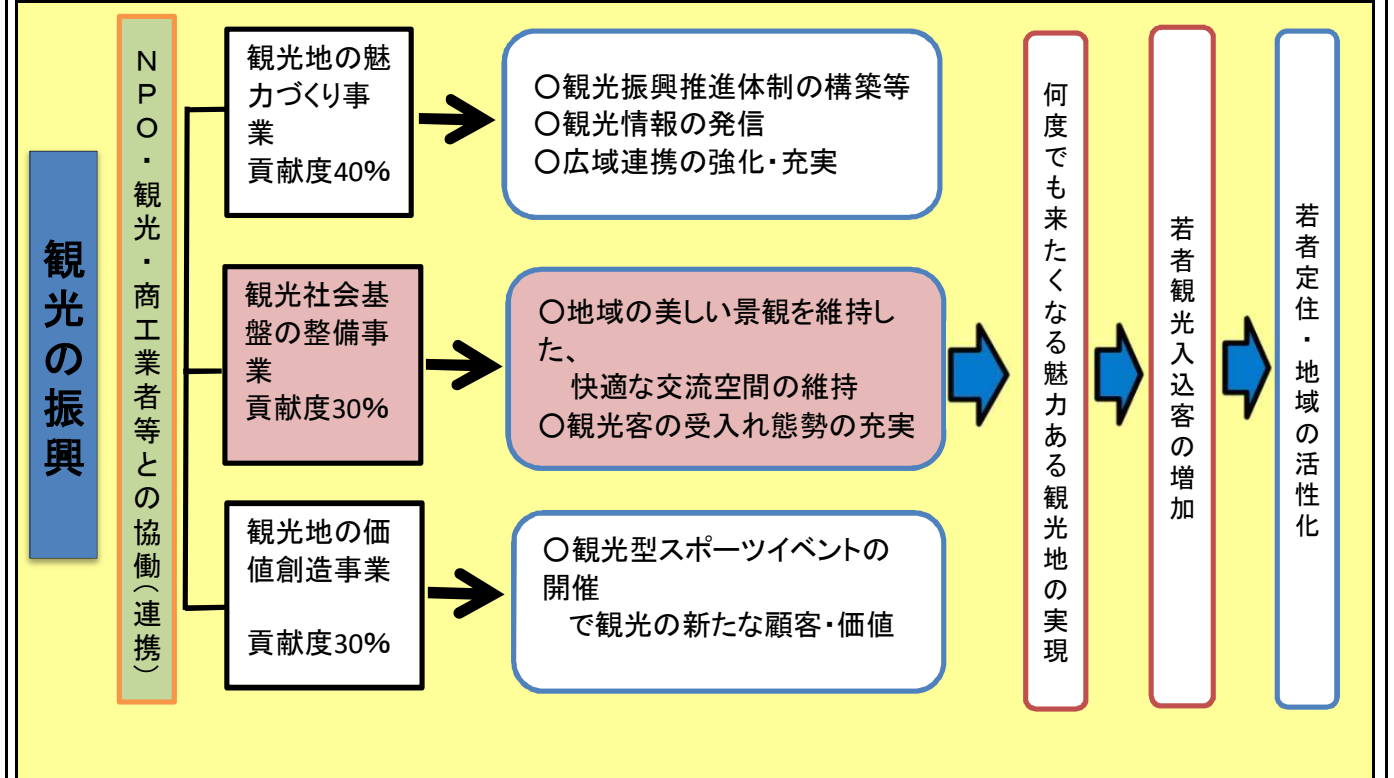 観光の振興
NPO・観光・商工業者等との協働(連携)
観光地の魅
力づくり事
業
貢献度40%
〇観光振興推進体制の構築等
〇観光情報の発信
〇広域連携の強化・充実
観光社会基
盤の整備事
業
貢献度30%
〇地域の美しい景観を維持し
た、
快適な交流空間の維持
〇観光客の受入れ態勢の充実
観光地の価
値創造事業
貢献度30%
〇観光型スポーツイベントの
開催
で観光の新たな顧客・価値
何度でも来たくなる魅力ある観光地の実現
若者観光入込客の増加
若者定住・地域の活性化